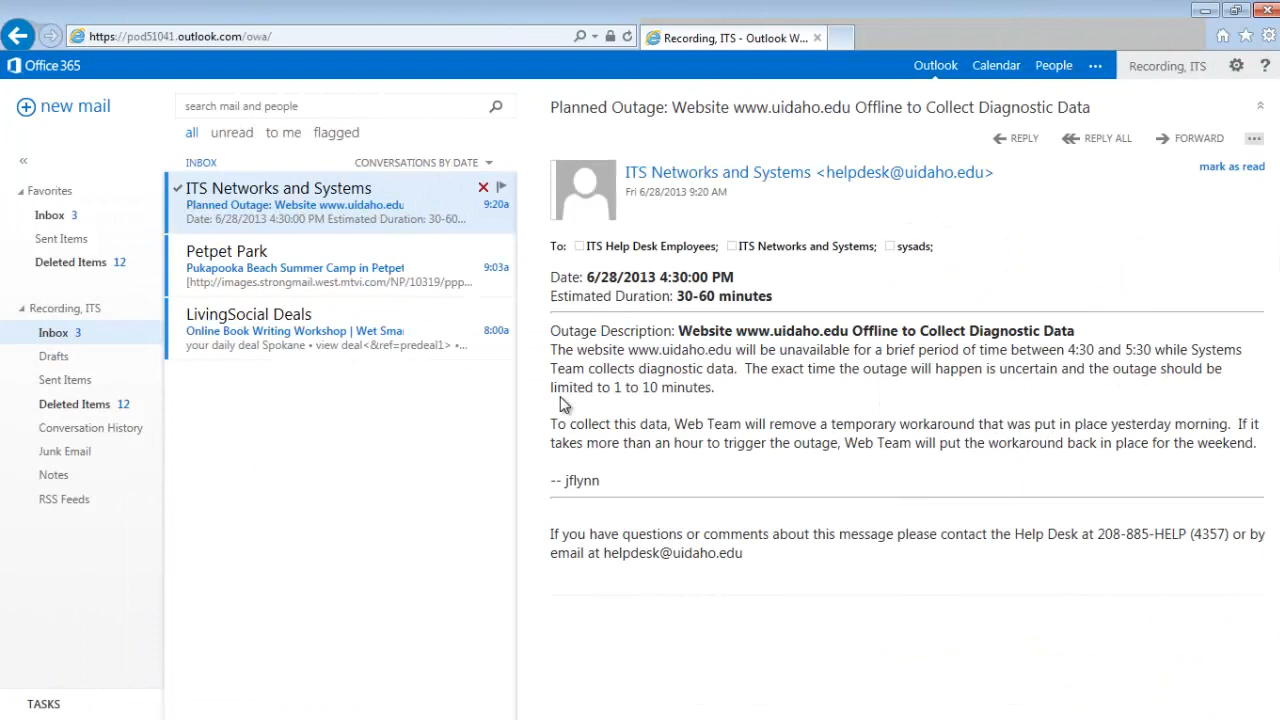 https://pod51041.outlook.com/owa/
Recording, ITS - Outlook W...
Office 365
Outlook Calendar People ... Recording, ITS ?
new mail
search mail and people
all unread to me flagged
INBOX CONVERSATIONS BY DATE
«
Favorites
Inbox 3
Sent Items
Deleted Items 12
Recording, ITS
Inbox 3
Drafts
Sent Items
Deleted Items 12
Conversation History
Junk Email
Notes
RSS Feeds
TASKS
ITS Networks and Systems
Planned Outage: Website www.uidaho.edu 9:20a
Date: 6/28/2013 4:30:00 PM Estimated Duration: 30-60...
Petpet Park
Pukapooka Beach Summer Camp in Petpet 9:03a
[http://images.strongmail.west.mtvi.com/NP/10319/ppp...
LivingSocial Deals
Online Book Writing Workshop | Wet Sma 8:00a
your daily deal Spokane • view deal<&ref=predeal1> •...
Planned Outage: Website www.uidaho.edu Offline to Collect Diagnostic Data
REPLY REPLY ALL FORWARD ...
ITS Networks and Systems <helpdesk@uidaho.edu>
mark as read
Fri 6/28/2013 9:20 AM
To: ITS Help Desk Employees; ITS Networks and Systems; sysads;
Date: 6/28/2013 4:30:00 PM
Estimated Duration: 30-60 minutes
Outage Description: Website www.uidaho.edu Offline to Collect Diagnostic Data
The website www.uidaho.edu will be unavailable for a brief period of time between 4:30 and 5:30 while Systems
Team collects diagnostic data. The exact time the outage will happen is uncertain and the outage should be
limited to 1 to 10 minutes.
To collect this data, Web Team will remove a temporary workaround that was put in place yesterday morning. If it
takes more than an hour to trigger the outage, Web Team will put the workaround back in place for the weekend.
-- jflynn
If you have questions or comments about this message please contact the Help Desk at 208-885-HELP (4357) or by
email at helpdesk@uidaho.edu